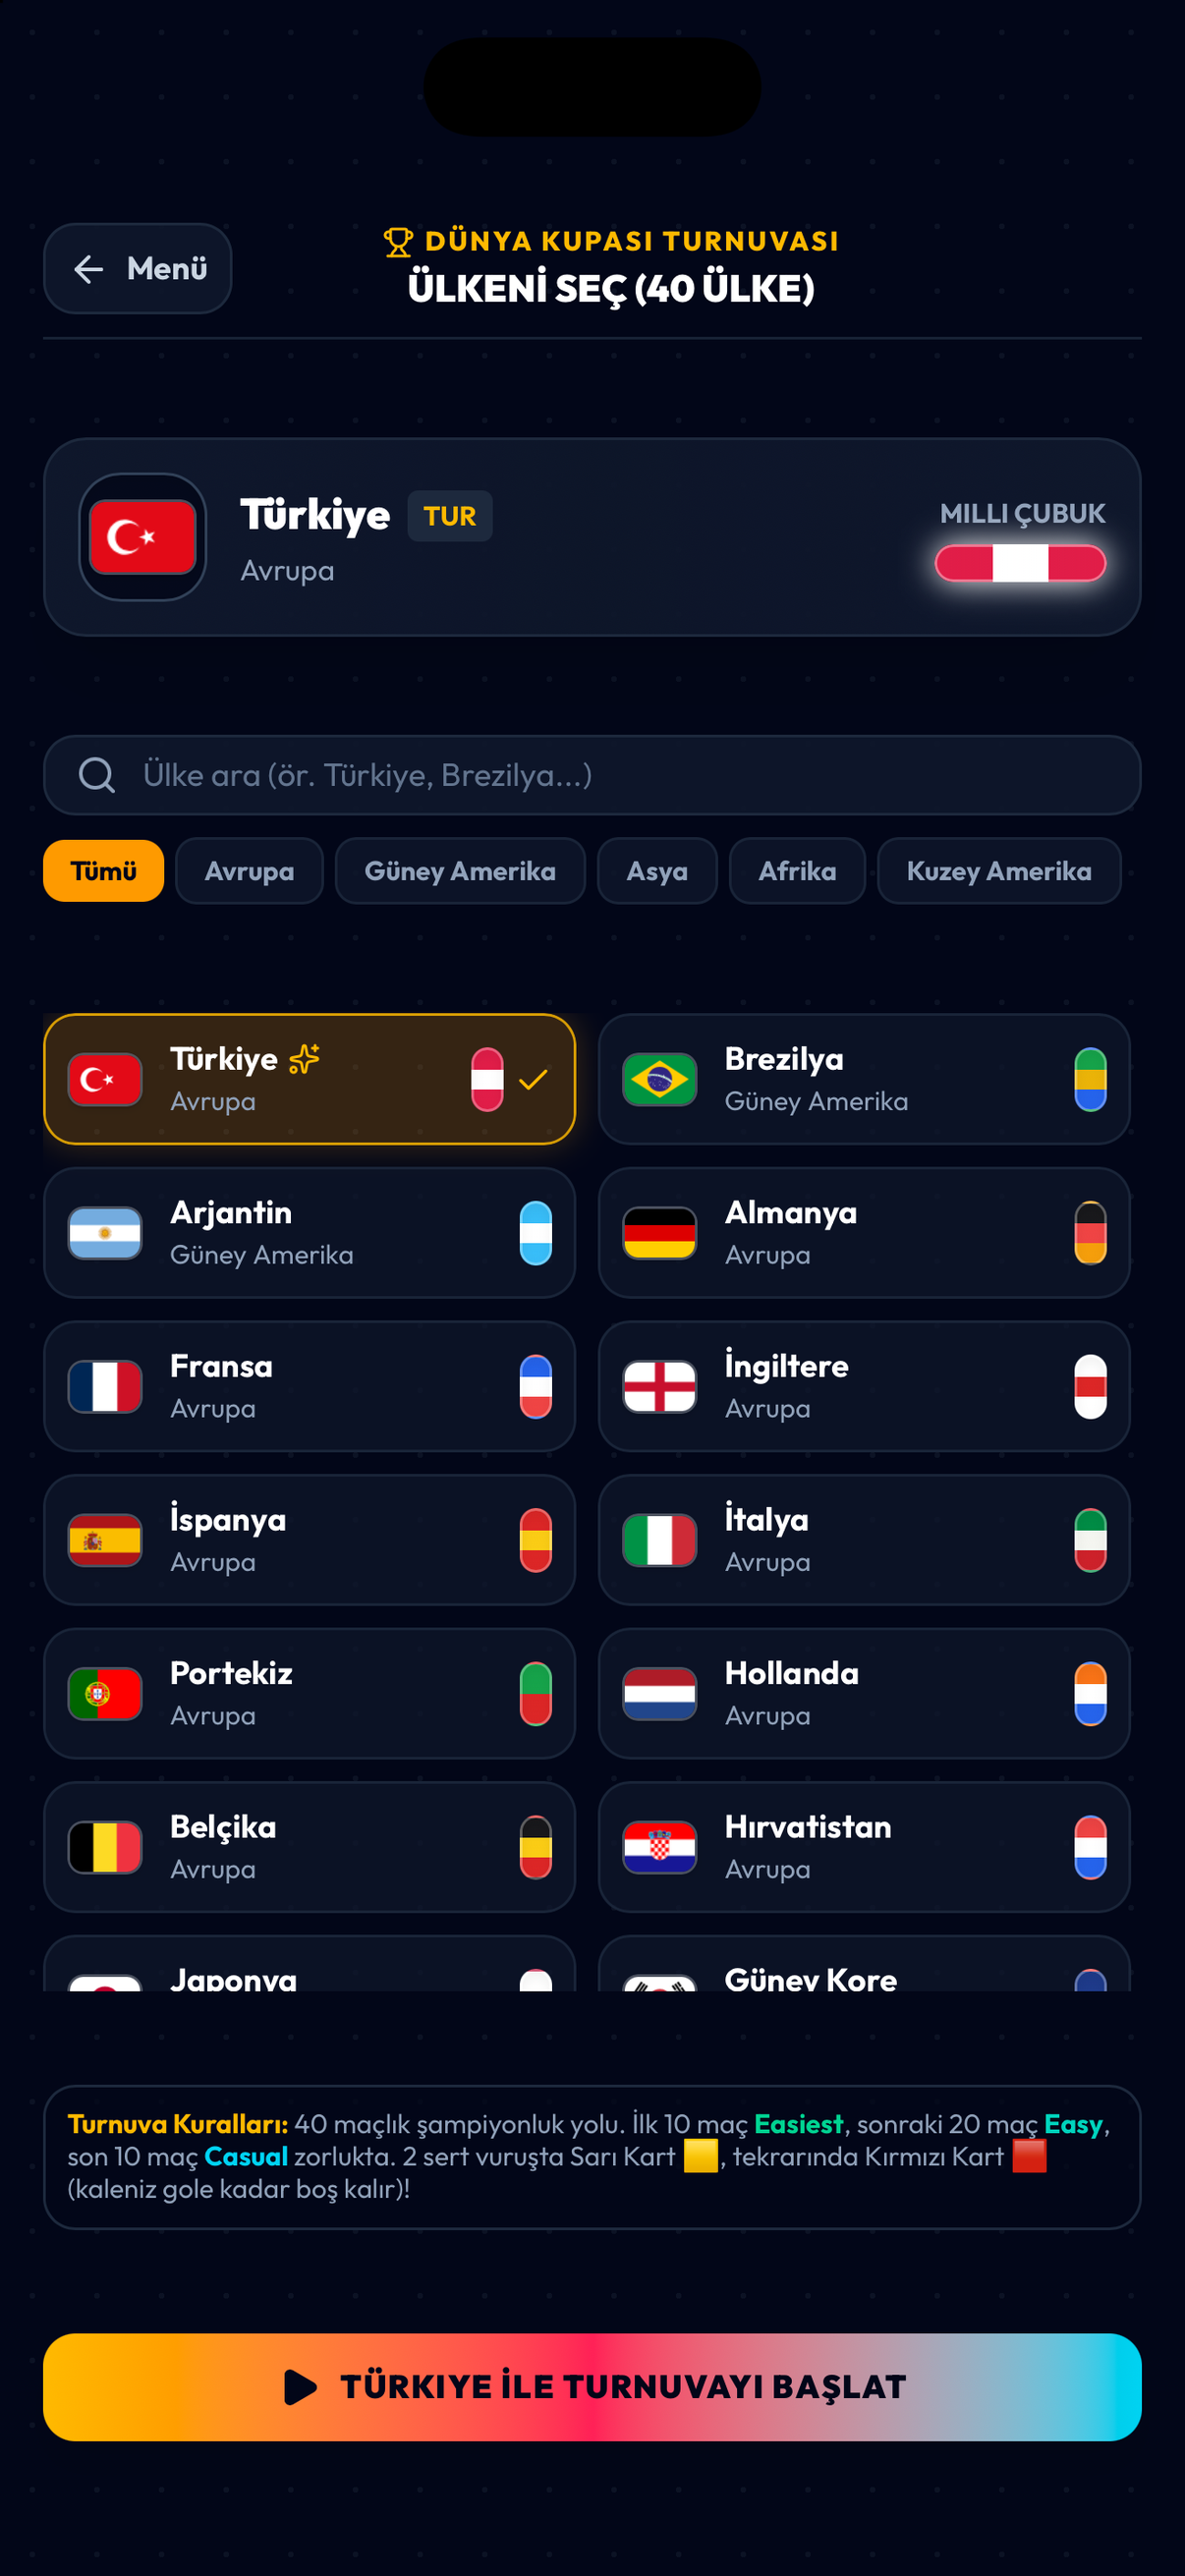 Menü
DÜNYA KUPASI TURNUVASI
ÜLKENİ SEÇ (40 ÜLKE)
Türkiye TUR
Avrupa
MILLI ÇUBUK
Ülke ara (ör. Türkiye, Brezilya...)
Tümü Avrupa Güney Amerika Asya Afrika Kuzey Amerika
Türkiye
Avrupa
Brezilya
Güney Amerika
Arjantin
Güney Amerika
Almanya
Avrupa
Fransa
Avrupa
İngiltere
Avrupa
İspanya
Avrupa
İtalya
Avrupa
Portekiz
Avrupa
Hollanda
Avrupa
Belçika
Avrupa
Hırvatistan
Avrupa
Japonya
Güney Kore
Turnuva Kuralları: 40 maçlık şampiyonluk yolu. İlk 10 maç Easiest, sonraki 20 maç Easy,
son 10 maç Casual zorlukta. 2 sert vuruşta Sarı Kart 🟨, tekrarında Kırmızı Kart 🟥
(kaleniz gole kadar boş kalır)!
TÜRKIYE İLE TURNUVAYI BAŞLAT